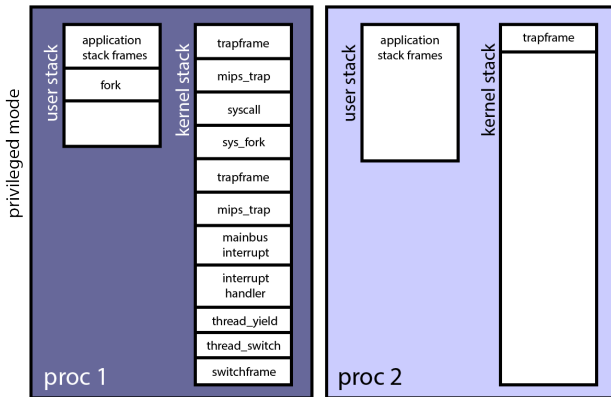 privileged mode
user stack
application
stack frames
fork
kernel stack
trapframe
mips_trap
syscall
sys_fork
trapframe
mips_trap
mainbus
interrupt
interrupt
handler
thread_yield
thread_switch
switchframe
proc 1
user stack
application
stack frames
kernel stack
trapframe
proc 2